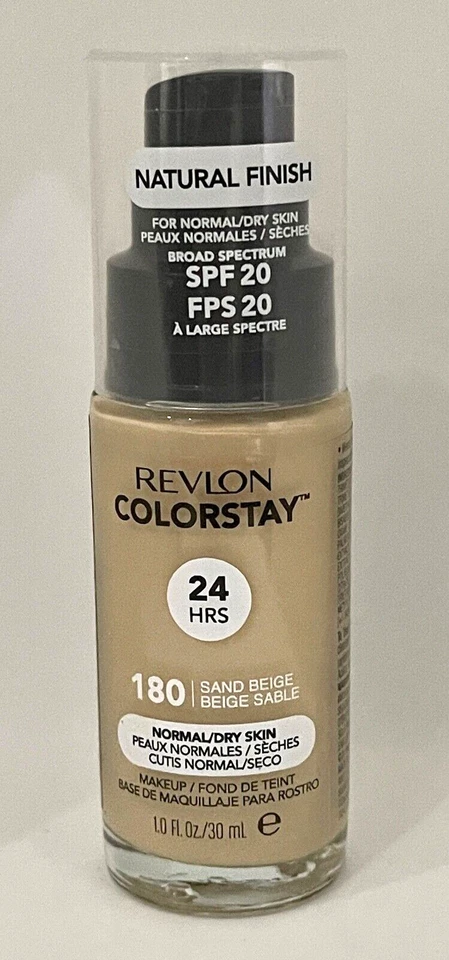 NATURAL FINISH
FOR NORMAL/DRY SKIN
PEAUX NORMALES / SÈCHES
BROAD SPECTRUM
SPF 20
FPS 20
À LARGE SPECTRE
REVLON
COLORSTAY™
24
HRS
180 | SAND BEIGE
BEIGE SABLE
NORMAL/DRY SKIN
PEAUX NORMALES / SÈCHES
CUTIS NORMAL/SECO
MAKEUP / FOND DE TEINT
BASE DE MAQUILLAJE PARA ROSTRO
1.0 Fl. Oz./30 mL ℮